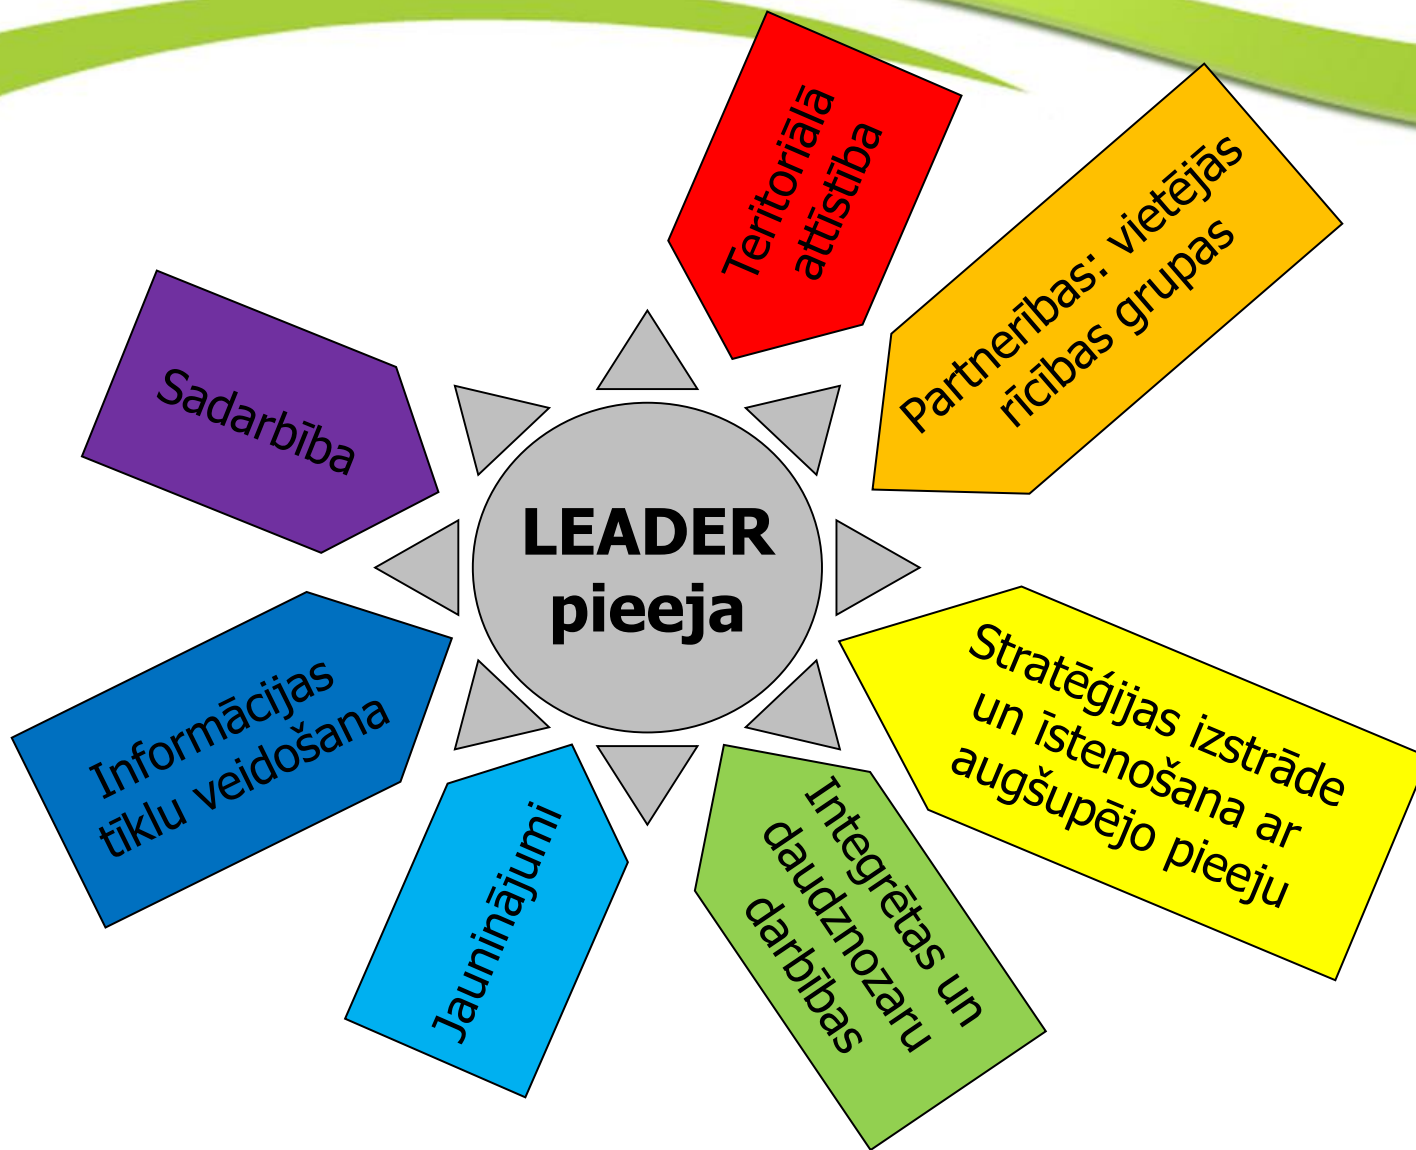 LEADER
pieeja
Teritoriālā
attīstība
Partnerības: vietējās
rīcības grupas
Stratēģijas izstrāde
un īstenošana ar
augšupējo pieeju
Integrētas un
daudznozaru
darbības
Jauninājumi
Informācijas
tīklu veidošana
Sadarbība